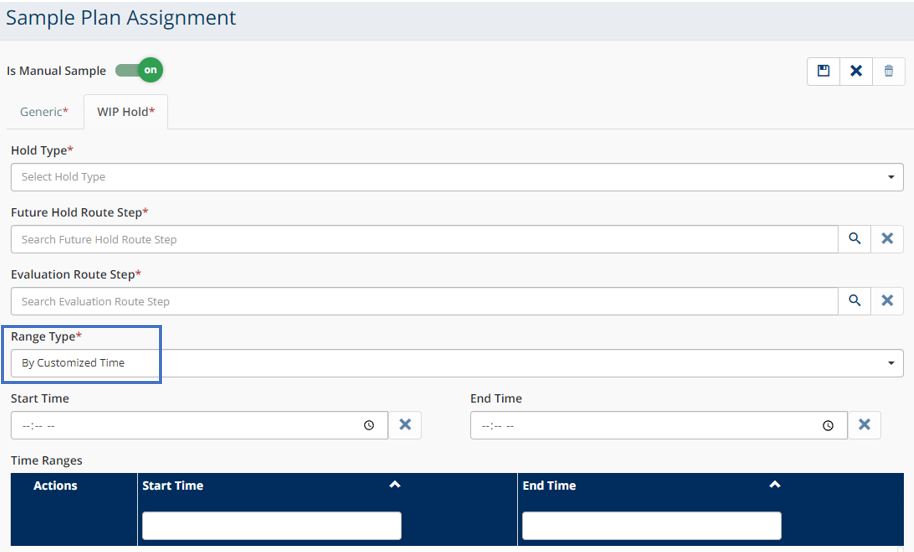 Sample Plan Assignment
Is Manual Sample on
Generic* WIP Hold*
Hold Type*
Select Hold Type
Future Hold Route Step*
Search Future Hold Route Step
Evaluation Route Step*
Search Evaluation Route Step
Range Type*
By Customized Time
Start Time End Time
--:-- -- --:-- --
Time Ranges
Actions Start Time End Time